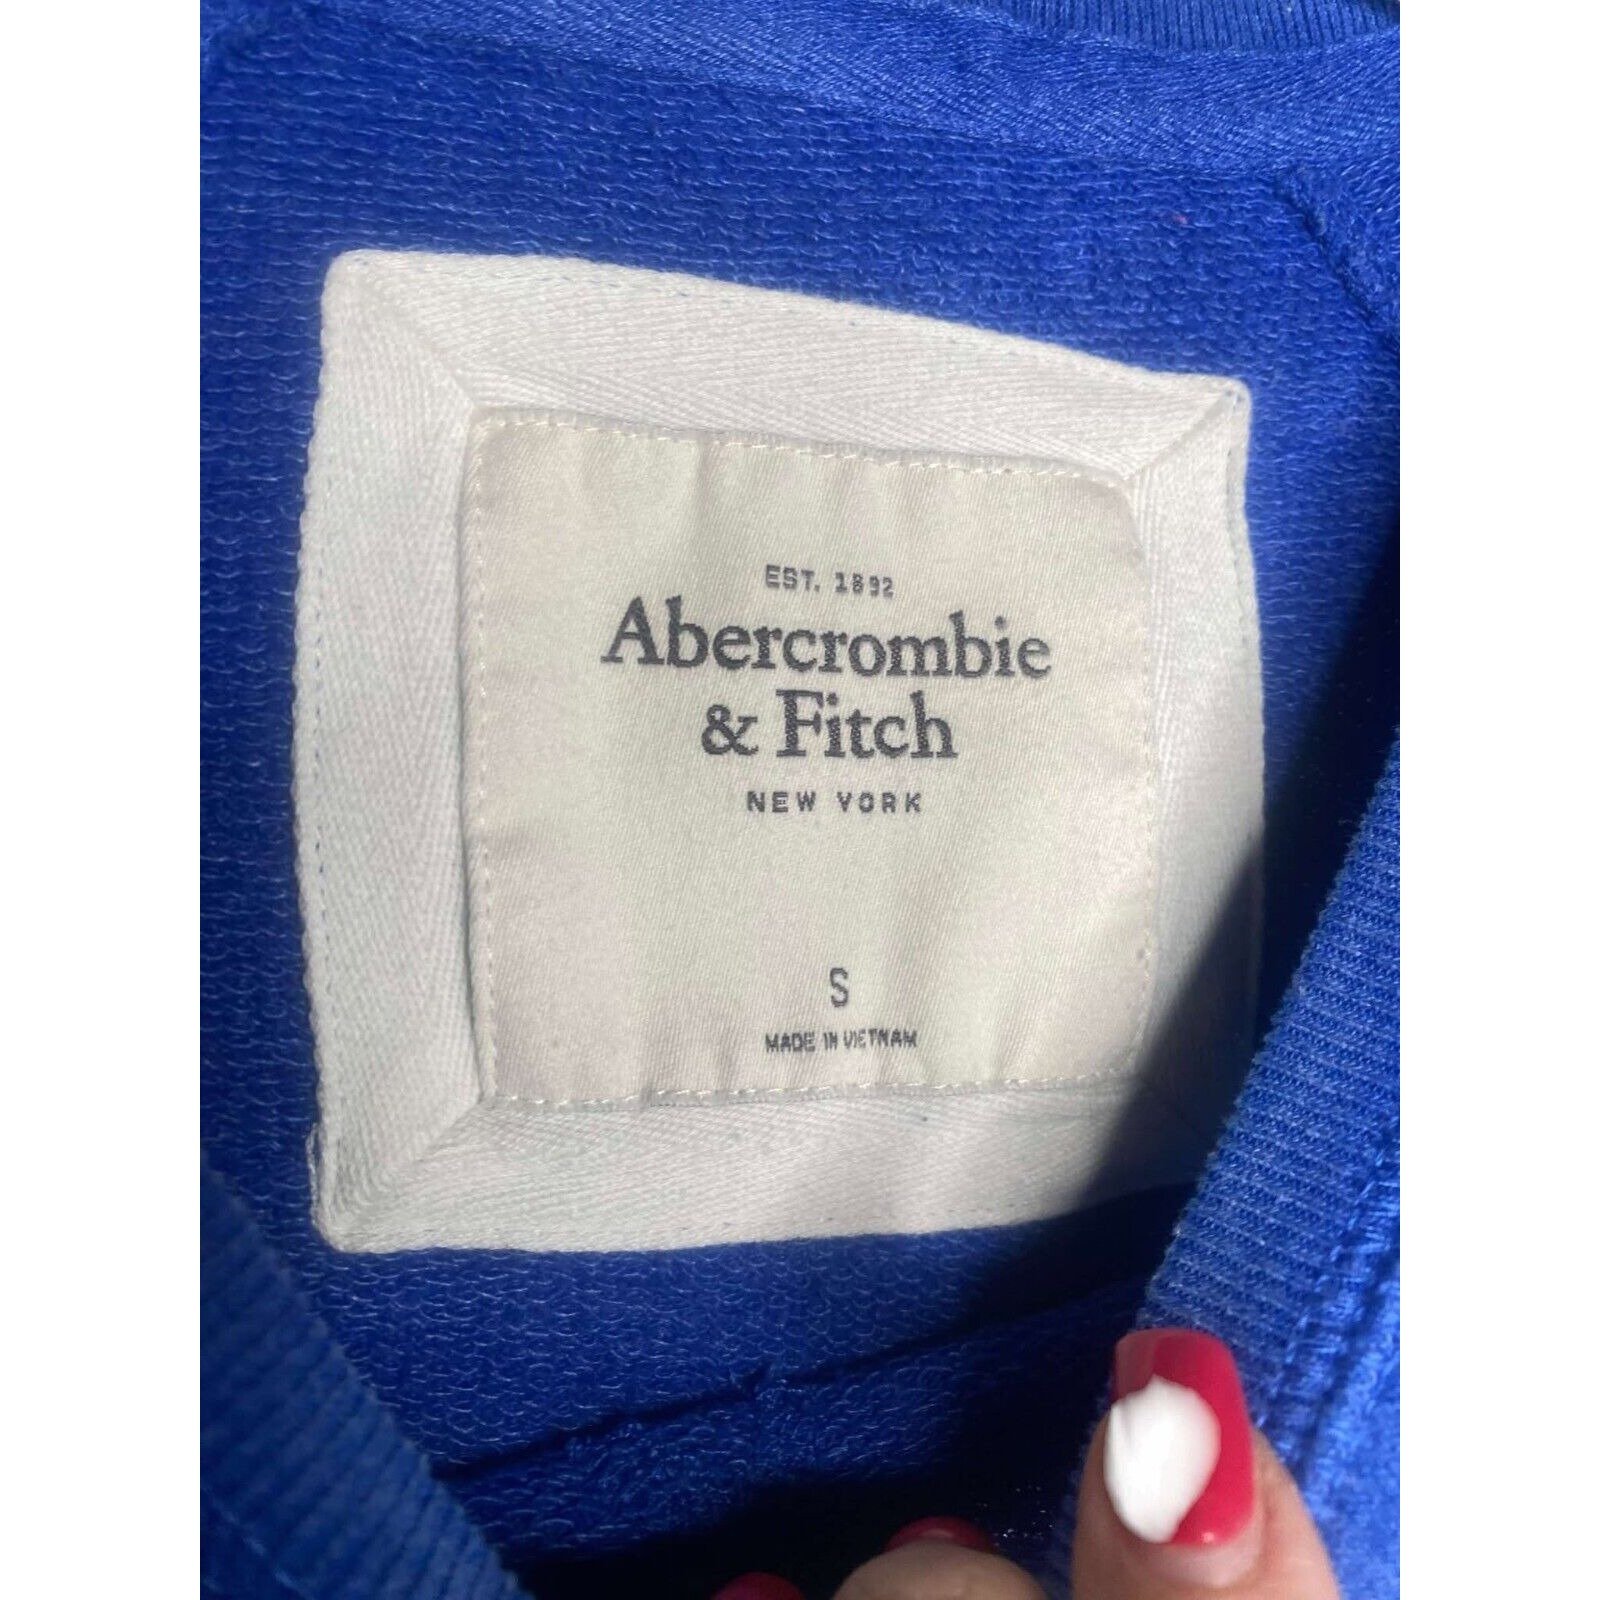 EST. 1892
Abercrombie
& Fitch
NEW YORK
S
MADE IN VIETNAM